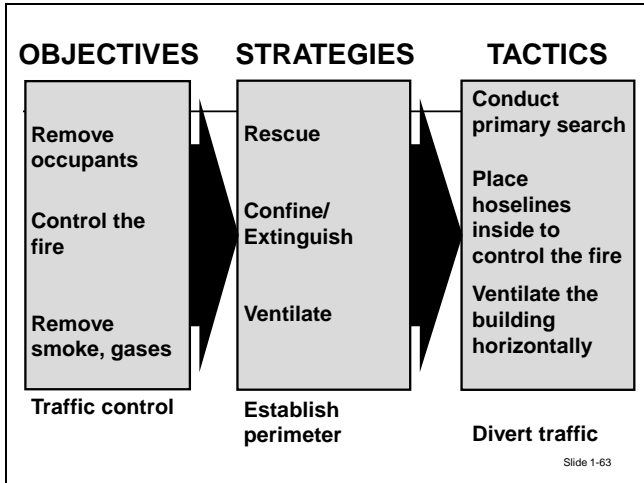 OBJECTIVES
STRATEGIES
TACTICS
Remove
occupants
Control the
fire
Remove
smoke, gases
Traffic control
Rescue
Confine/
Extinguish
Ventilate
Establish
perimeter
Conduct
primary search
Place
hoselines
inside to
control the fire
Ventilate the
building
horizontally
Divert traffic
Slide 1-63